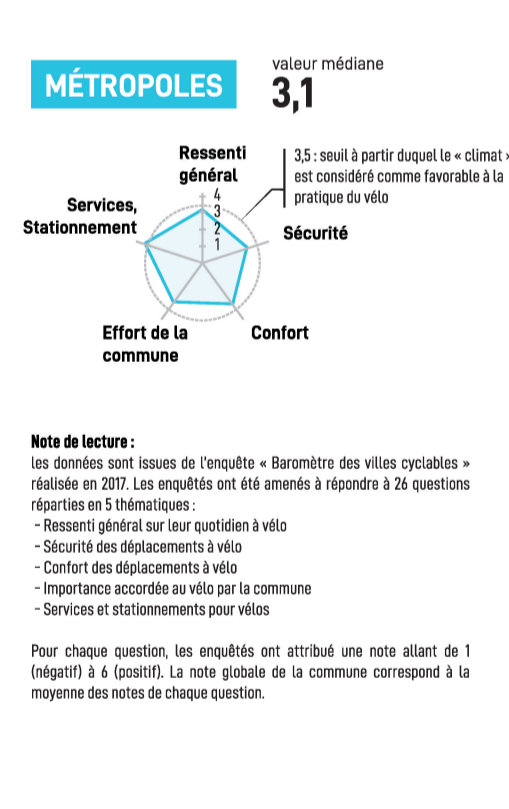 MÉTROPOLES
valeur médiane
3,1
Ressenti
général
3,5 : seuil à partir duquel le « climat ›
est considéré comme favorable à la
pratique du vélo
4
3
2
1
Services,
Stationnement
Sécurité
Effort de la
commune
Confort
Note de lecture :
les données sont issues de l'enquête « Baromètre des villes cyclables »
réalisée en 2017. Les enquêtés ont été amenés à répondre à 26 questions
réparties en 5 thématiques :
- Ressenti général sur leur quotidien à vélo
- Sécurité des déplacements à vélo
- Confort des déplacements à vélo
- Importance accordée au vélo par la commune
- Services et stationnements pour vélos
Pour chaque question, les enquêtés ont attribué une note allant de 1
(négatif) à 6 (positif). La note globale de la commune correspond à la
moyenne des notes de chaque question.